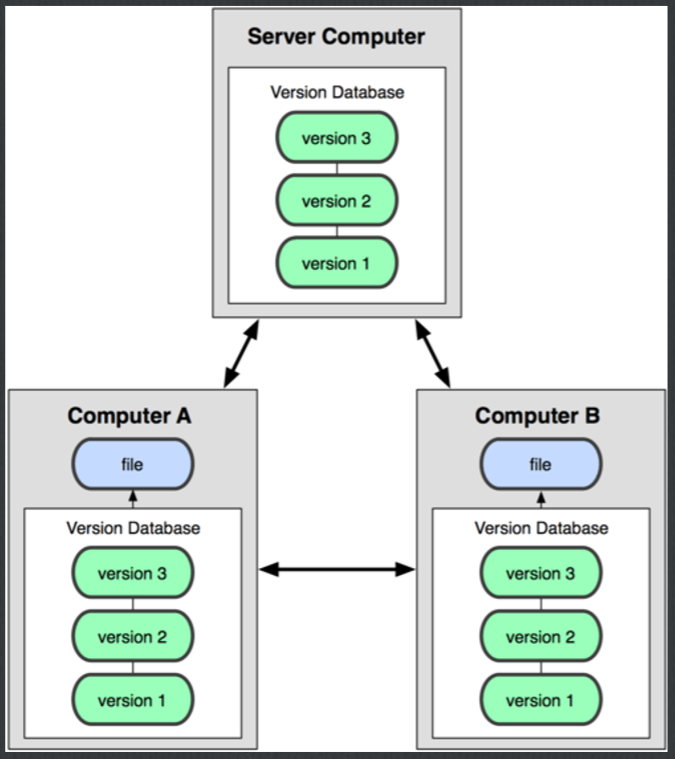 Server Computer
Version Database
version 3
version 2
version 1
Computer A
file
Version Database
version 3
version 2
version 1
Computer B
file
Version Database
version 3
version 2
version 1